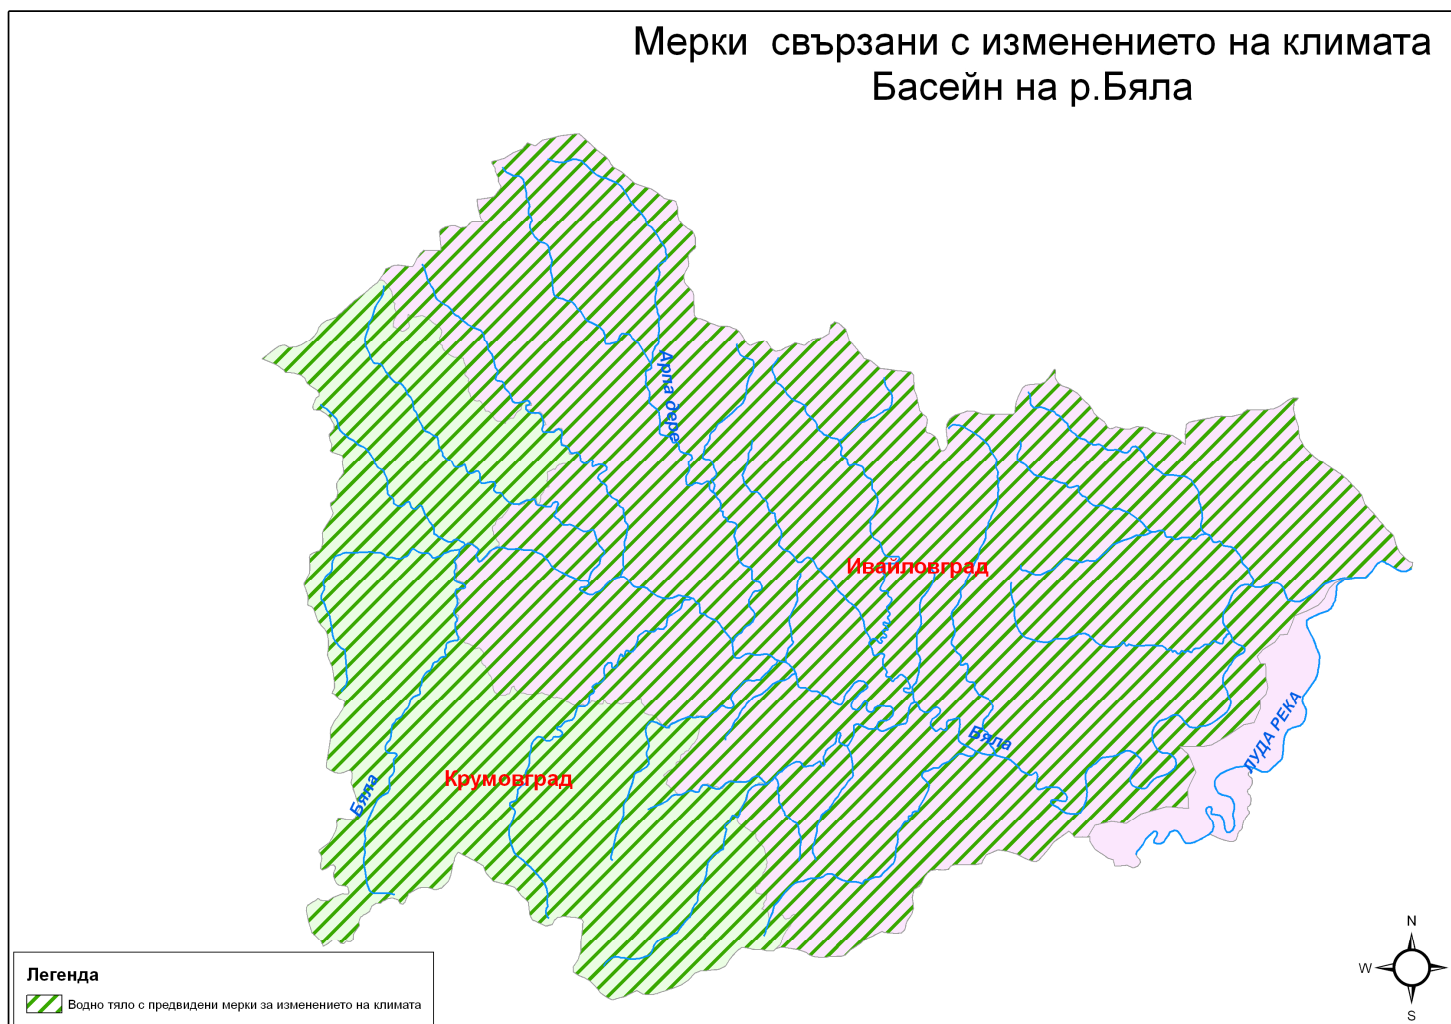 Мерки свързани с изменението на климата
Басейн на р.Бяла
Арпа дере
Ивайловград
Бяла
ЛУДА РЕКА
Крумовград
Бяла
N
W
S
Легенда
Водно тяло с предвидени мерки за изменението на климата